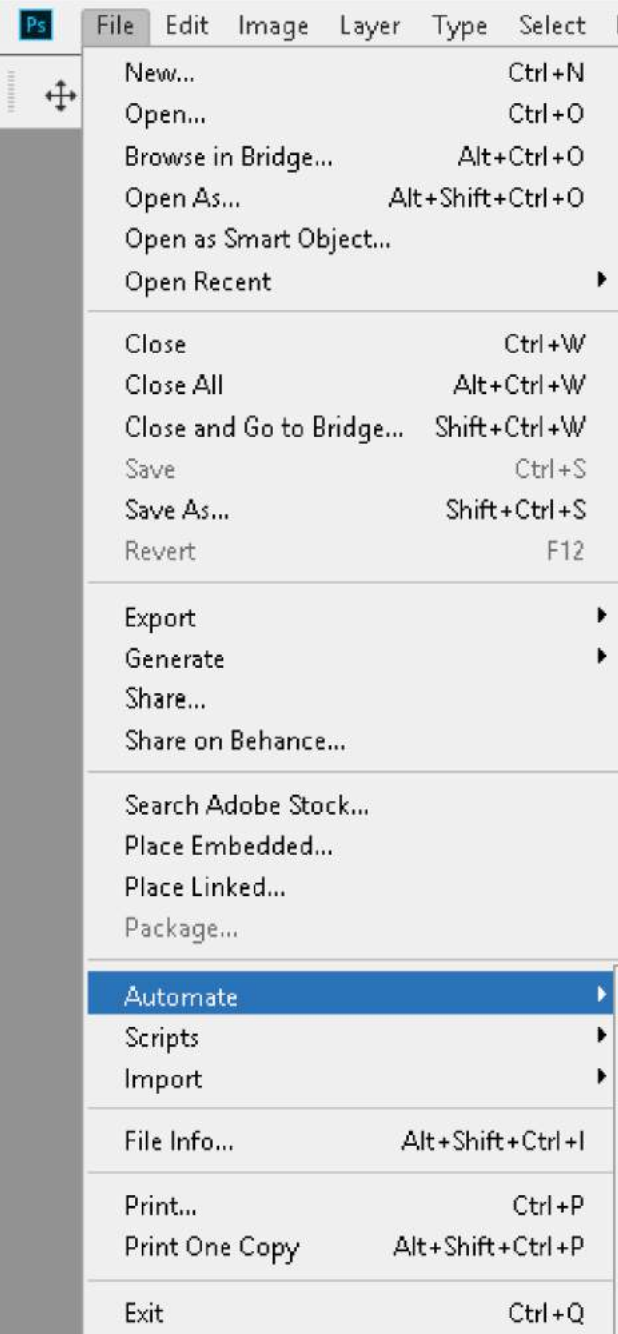 Ps File Edit Image Layer Type Select
New... Ctrl+N
Open... Ctrl+O
Browse in Bridge... Alt+Ctrl+O
Open As... Alt+Shift+Ctrl+O
Open as Smart Object...
Open Recent
Close Ctrl+W
Close All Alt+Ctrl+W
Close and Go to Bridge... Shift+Ctrl+W
Save Ctrl+S
Save As... Shift+Ctrl+S
Revert F12
Export
Generate
Share...
Share on Behance...
Search Adobe Stock...
Place Embedded...
Place Linked...
Package...
Automate
Scripts
Import
File Info... Alt+Shift+Ctrl+I
Print... Ctrl+P
Print One Copy Alt+Shift+Ctrl+P
Exit Ctrl+Q